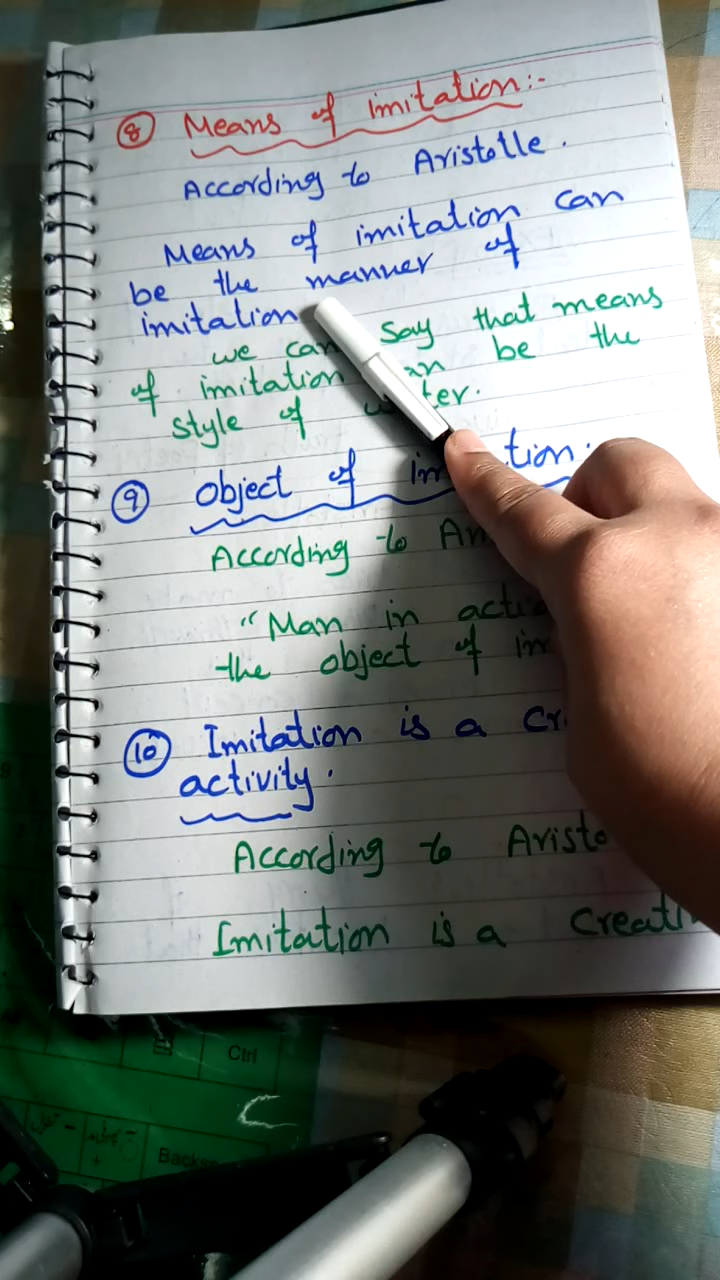 ⑧ Means of imitation:-
According to Aristotle.
Means of imitation can
be the manner of
imitation
we can say that means
of imitation be the
style of
⑨ Object of
According to
"Man in
the object of
⑩ Imitation is a
activity.
According to
Imitation is a
Ctrl